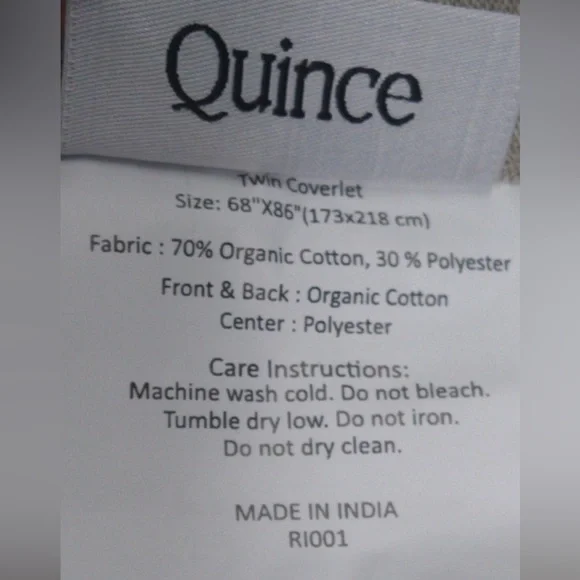 Quince
Twin Coverlet
Size: 68"X86"(173x218 cm)
Fabric : 70% Organic Cotton, 30 % Polyester
Front & Back : Organic Cotton
Center : Polyester
Care Instructions:
Machine wash cold. Do not bleach.
Tumble dry low. Do not iron.
Do not dry clean.
MADE IN INDIA
RI001